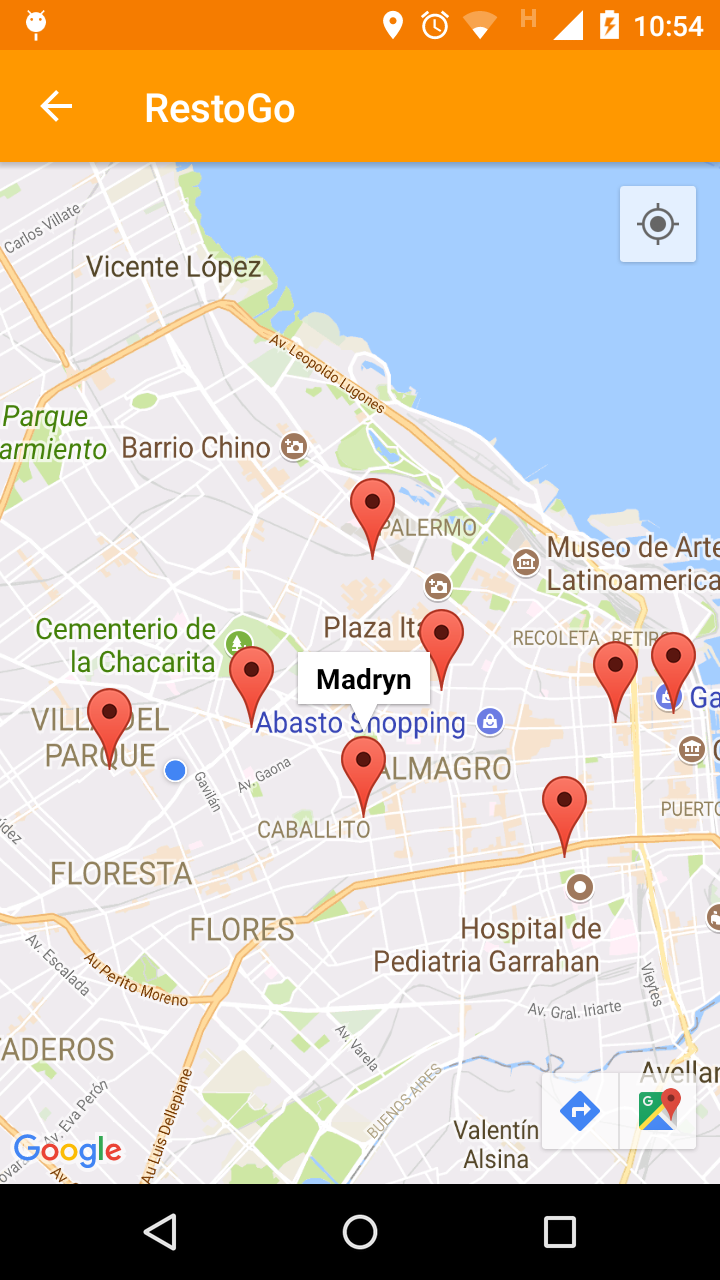 H
10:54
RestoGo
Carlos Villate
Vicente López
Av. Leopoldo Lugones
Parque
armiento
Barrio Chino
PALERMO
Museo de Arte
Latinoamerica
Plaza Ita
RECOLETA
RETIRO
Cementerio de
la Chacarita
Madryn
Ga
VILLA DEL
PARQUE
Abasto Shopping
Gavilán
Av. Gaona
ALMAGRO
CABALLITO
PUERTO
FLORESTA
FLORES
Hospital de
Pediatria Garrahan
Av. Escalada
Au Perito Moreno
Vieytes
Av. Gral. Iriarte
TADEROS
Av. Varela
Av. Eva Perón
Au Luis Dellepiane
BUENOS AIRES
Avellan
Valentín
Alsina
G
Google